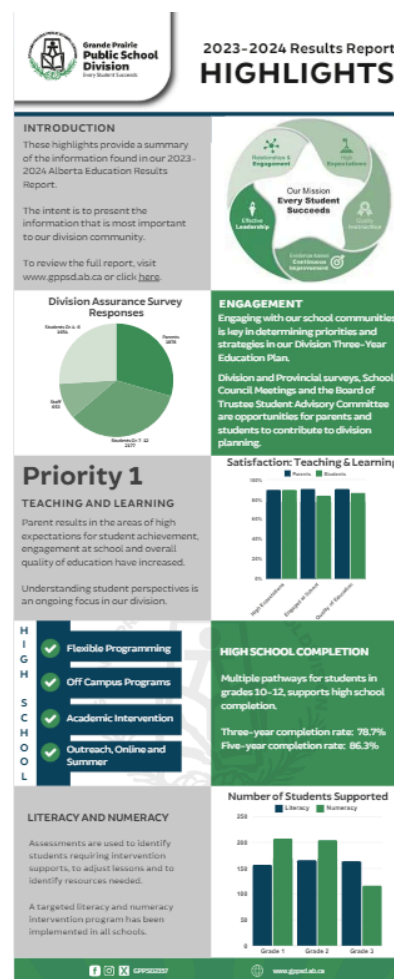 Grande Prairie
Public School
Division
Every Student Succeeds
2023-2024 Results Report
HIGHLIGHTS
INTRODUCTION
These highlights provide a summary
of the information found in our 2023-
2024 Alberta Education Results
Report.
The intent is to present the
information that is most important
to our division community.
To review the full report, visit
www.gppsd.ab.ca or click here.
Relationships &
Engagement
High
Expectations
Our Mission
Every Student
Succeeds
Effective
Leadership
Quality
Instruction
Evidence-based
Continuous
Improvement
Division Assurance Survey
Responses
Students Gr. 4-6
Parents
Staff
Students Gr. 7-12
2177
ENGAGEMENT
Engaging with our school communities
is key in determining priorities and
strategies in our Division Three-Year
Education Plan.
Division and Provincial surveys, School
Council Meetings and the Board of
Trustee Student Advisory Committee
are opportunities for parents and
students to contribute to division
planning.
Priority 1
TEACHING AND LEARNING
Parent results in the areas of high
expectations for student achievement,
engagement at school and overall
quality of education have increased.
Understanding student perspectives is
an ongoing focus in our division.
Satisfaction: Teaching & Learning
Parents Students
100%
80%
60%
40%
20%
0%
High Expectations
Engaged at School
Quality of Education
HIGH SCHOOL
Flexible Programming
Off Campus Programs
Academic Intervention
Outreach, Online and
Summer
HIGH SCHOOL COMPLETION
Multiple pathways for students in
grades 10-12, supports high school
completion.
Three-year completion rate: 78.7%
Five-year completion rate: 86.3%
LITERACY AND NUMERACY
Assessments are used to identify
students requiring intervention
supports, to adjust lessons and to
identify resources needed.
A targeted literacy and numeracy
intervention program has been
implemented in all schools.
Number of Students Supported
Literacy Numeracy
250
200
150
100
50
0
Grade 1 Grade 2 Grade 3
GPPSD2357
www.gppsd.ab.ca